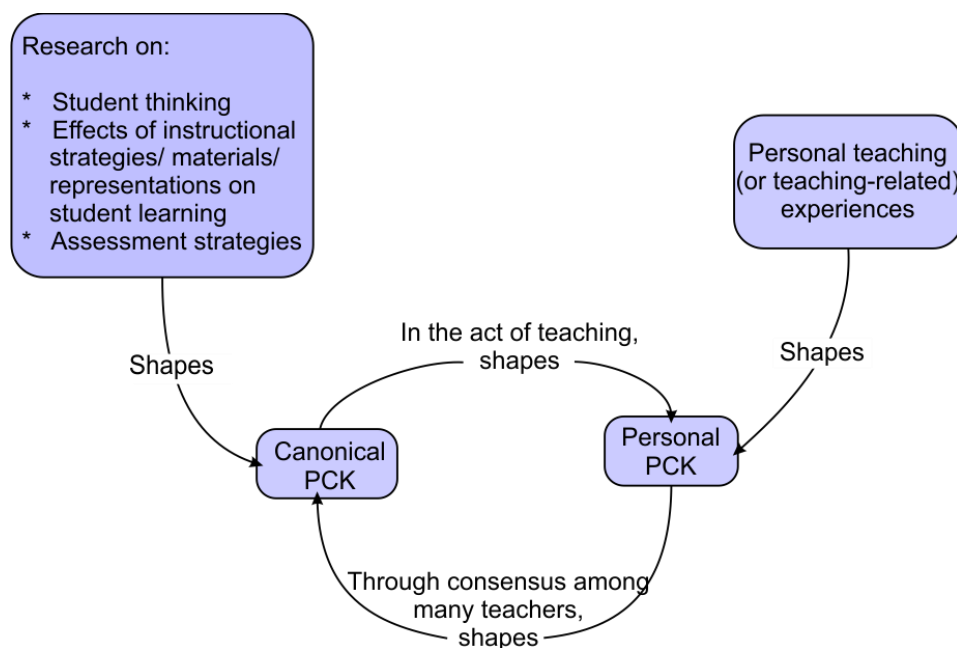 Research on:
* Student thinking
* Effects of instructional
strategies/ materials/
representations on
student learning
* Assessment strategies
Personal teaching
(or teaching-related)
experiences
Shapes
In the act of teaching,
shapes
Shapes
Canonical
PCK
Personal
PCK
Through consensus among
many teachers,
shapes